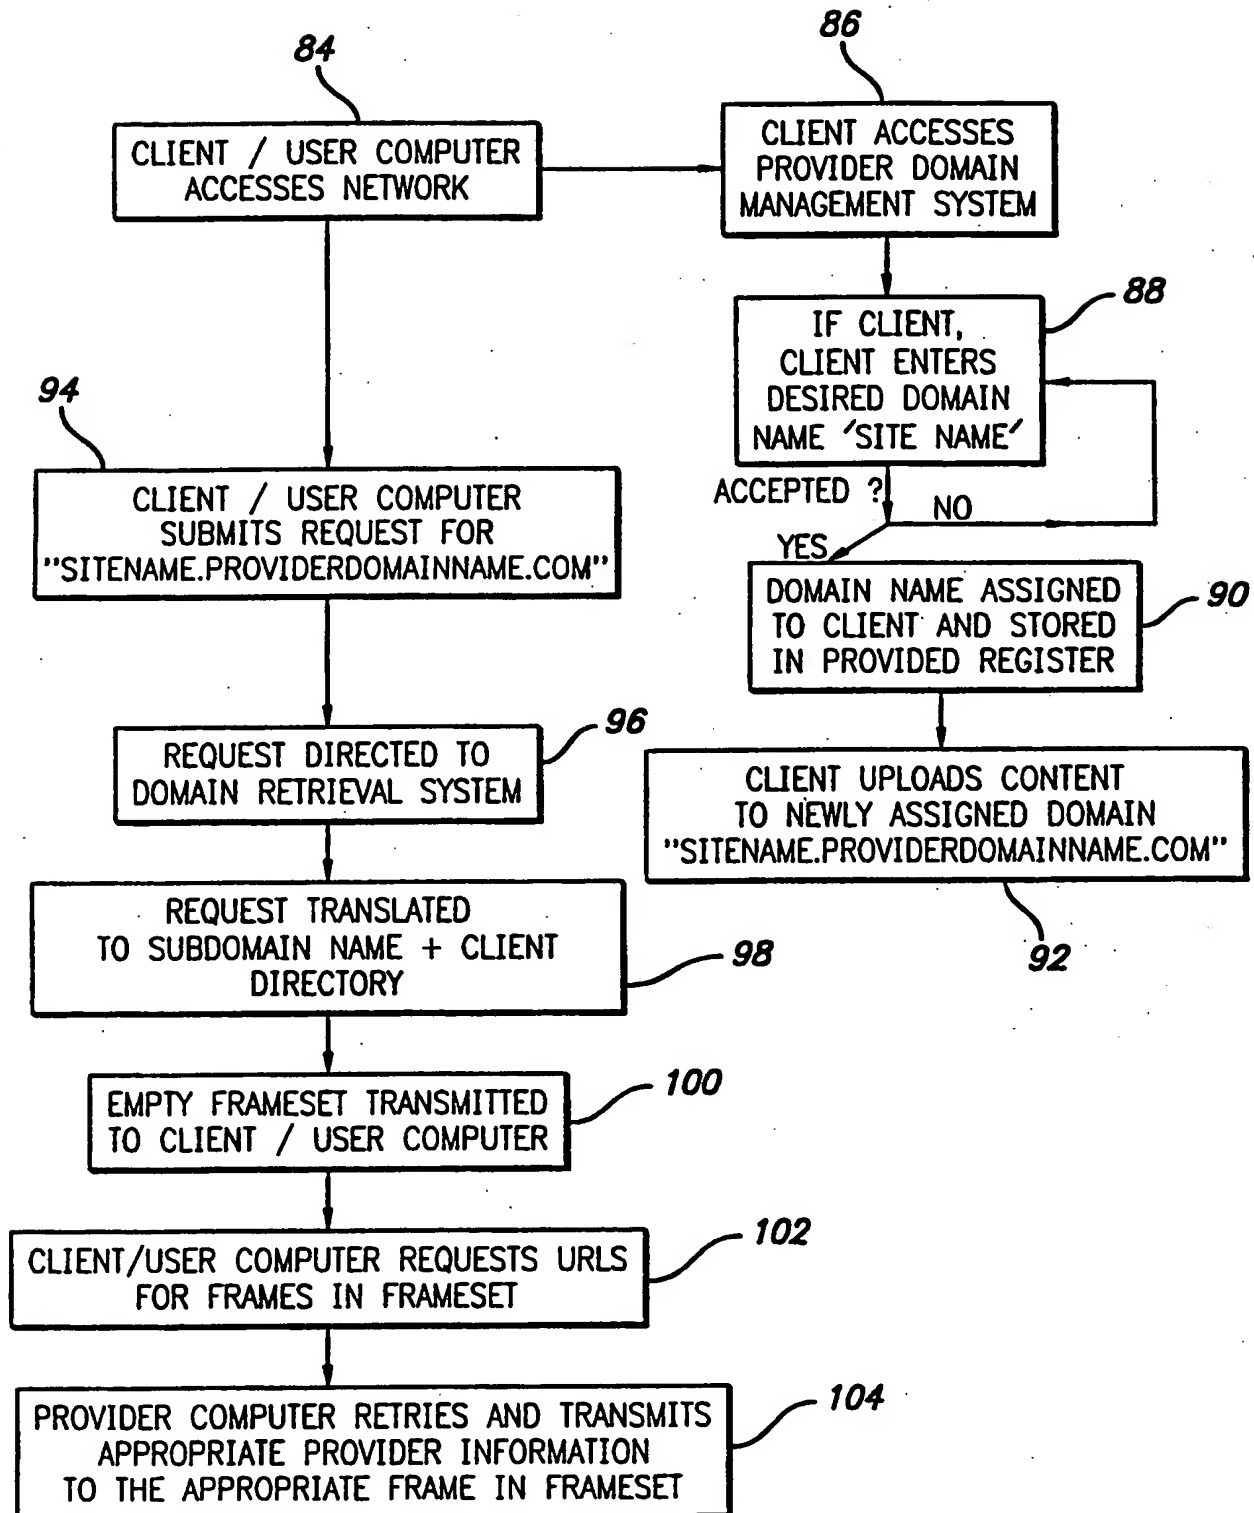 84
CLIENT / USER COMPUTER
ACCESSES NETWORK
86
CLIENT ACCESSES
PROVIDER DOMAIN
MANAGEMENT SYSTEM
88
IF CLIENT,
CLIENT ENTERS
DESIRED DOMAIN
NAME 'SITE NAME'
ACCEPTED ?
NO
YES
90
DOMAIN NAME ASSIGNED
TO CLIENT AND STORED
IN PROVIDED REGISTER
CLIENT UPLOADS CONTENT
TO NEWLY ASSIGNED DOMAIN
"SITENAME.PROVIDERDOMAINNAME.COM"
92
94
CLIENT / USER COMPUTER
SUBMITS REQUEST FOR
"SITENAME.PROVIDERDOMAINNAME.COM"
96
REQUEST DIRECTED TO
DOMAIN RETRIEVAL SYSTEM
REQUEST TRANSLATED
TO SUBDOMAIN NAME + CLIENT
DIRECTORY
98
EMPTY FRAMESET TRANSMITTED
TO CLIENT / USER COMPUTER
100
CLIENT/USER COMPUTER REQUESTS URLS
FOR FRAMES IN FRAMESET
102
PROVIDER COMPUTER RETRIES AND TRANSMITS
APPROPRIATE PROVIDER INFORMATION
TO THE APPROPRIATE FRAME IN FRAMESET
104